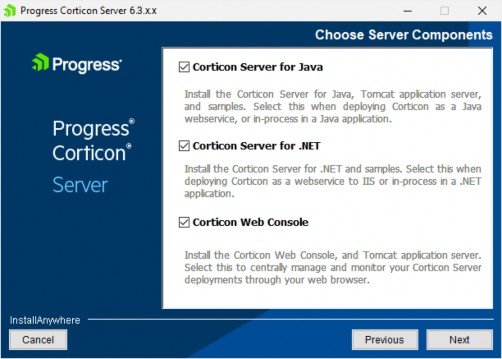 Progress Corticon Server 6.3.x.x
Choose Server Components
Progress®
Progress®
Corticon®
Server
Corticon Server for Java
Install the Corticon Server for Java, Tomcat application server,
and samples. Select this when deploying Corticon as a Java
webservice, or in-process in a Java application.
Corticon Server for .NET
Install the Corticon Server for .NET and samples. Select this when
deploying Corticon as a webservice to IIS or in-process in a .NET
application.
Corticon Web Console
Install the Corticon Web Console, and Tomcat application server.
Select this to centrally manage and monitor your Corticon Server
deployments through your web browser.
InstallAnywhere
Cancel
Previous
Next